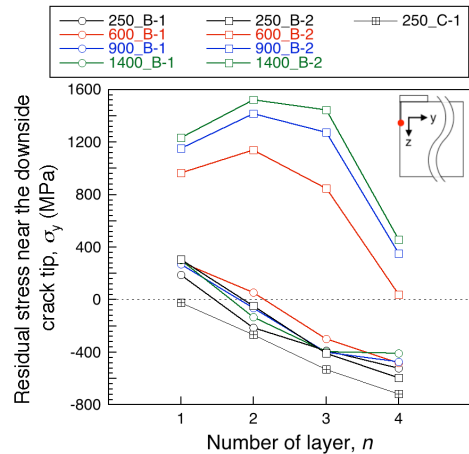 250_B-1 250_B-2 250_C-1
600_B-1 600_B-2
900_B-1 900_B-2
1400_B-1 1400_B-2
Residual stress near the downside
crack tip, σy (MPa)
1600
1200
800
400
0
-400
-800
y
z
1 2 3 4
Number of layer, n